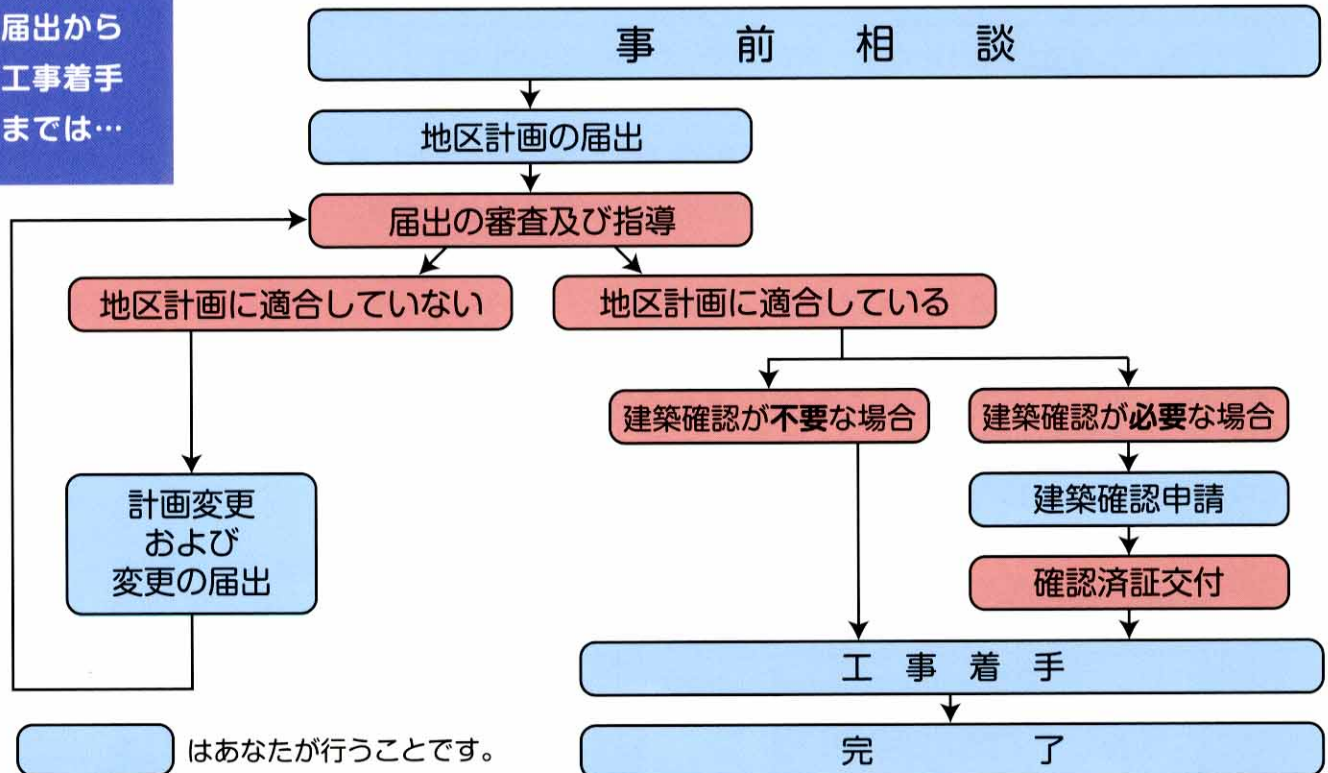 届出から
工事着手
までは…
事前相談
地区計画の届出
届出の審査及び指導
地区計画に適合していない
地区計画に適合している
建築確認が不要な場合
建築確認が必要な場合
計画変更
および
変更の届出
建築確認申請
確認済証交付
工事着手
完了
はあなたが行うことです。